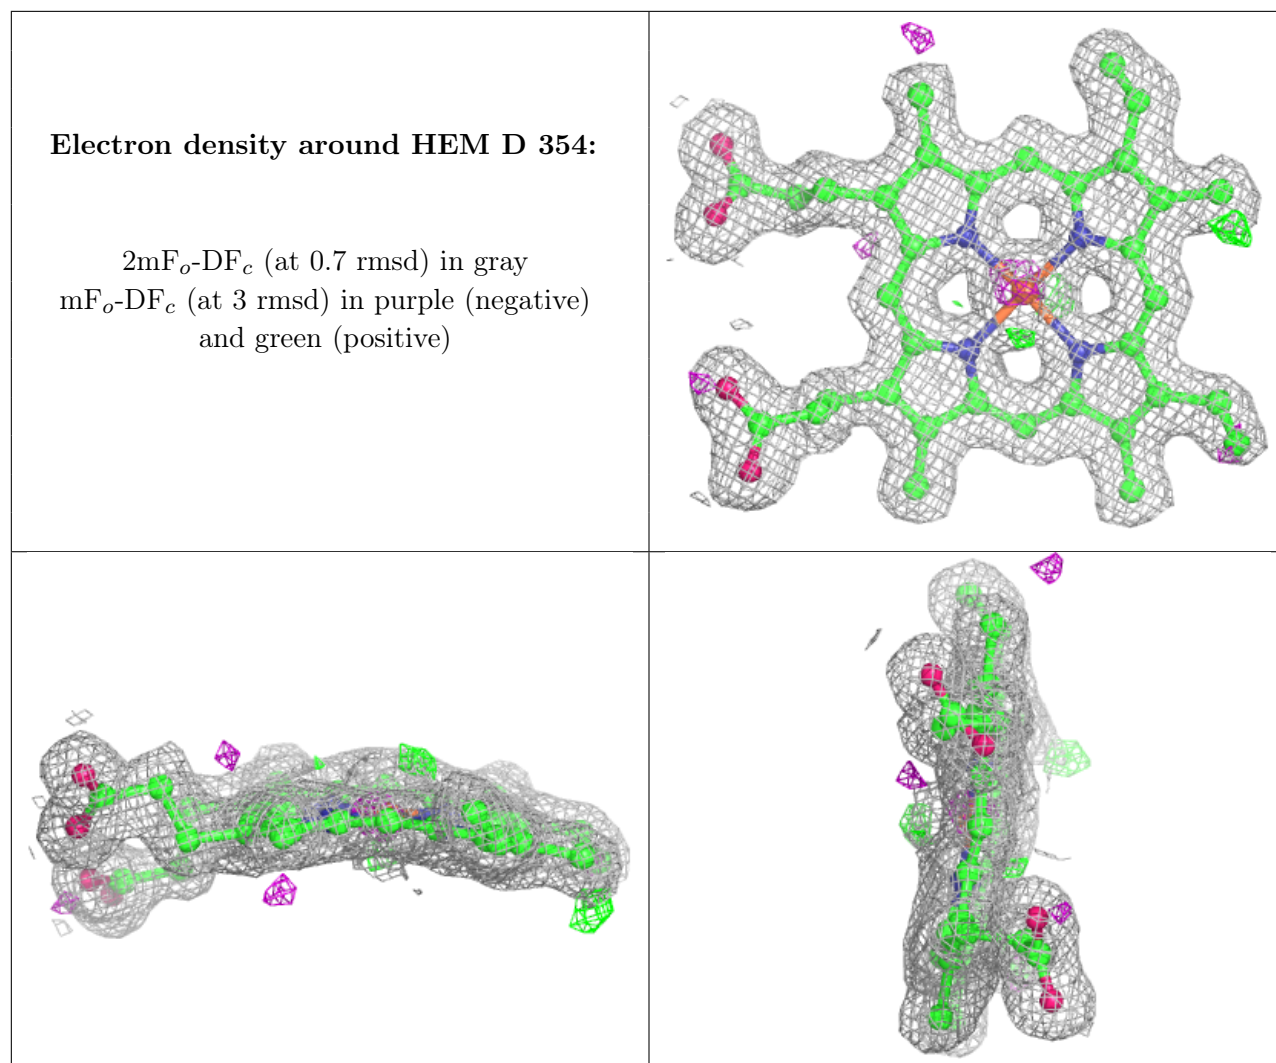 Electron density around HEM D 354:
2mFo-DFc (at 0.7 rmsd) in gray
mFo-DFc (at 3 rmsd) in purple (negative)
and green (positive)